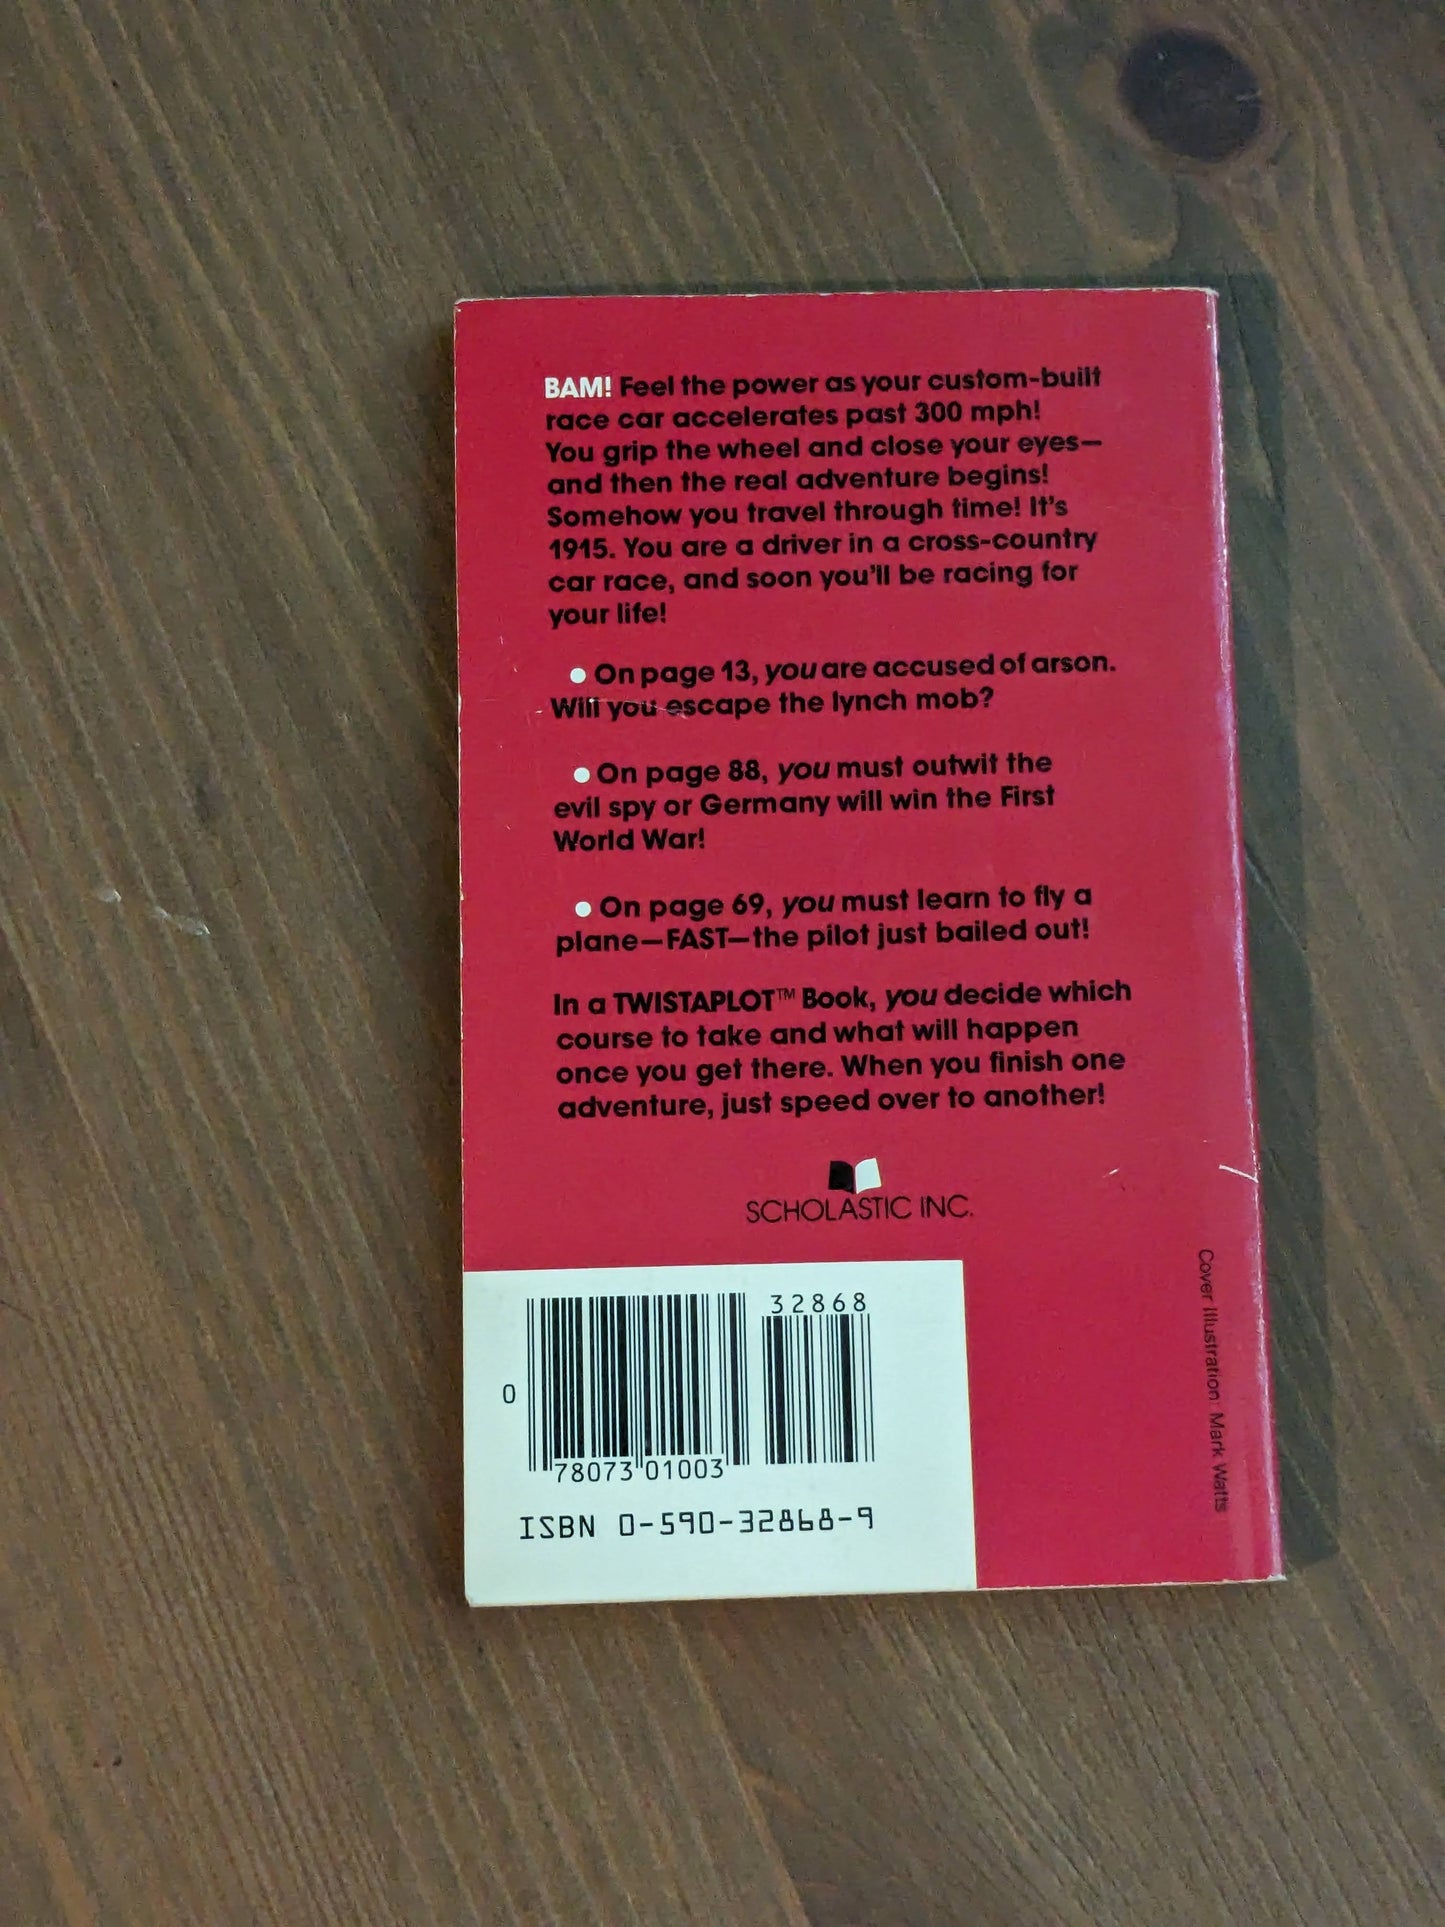 BAM! Feel the power as your custom-built
race car accelerates past 300 mph!
You grip the wheel and close your eyes—
and then the real adventure begins!
Somehow you travel through time! It's
1915. You are a driver in a cross-country
car race, and soon you'll be racing for
your life!
● On page 13, you are accused of arson.
Will you escape the lynch mob?
● On page 88, you must outwit the
evil spy or Germany will win the First
World War!
● On page 69, you must learn to fly a
plane—FAST—the pilot just bailed out!
In a TWISTAPLOT™ Book, you decide which
course to take and what will happen
once you get there. When you finish one
adventure, just speed over to another!
SCHOLASTIC INC.
Cover Illustration: Mark Watts
32868
0
78073 01003
ISBN 0-590-32868-9